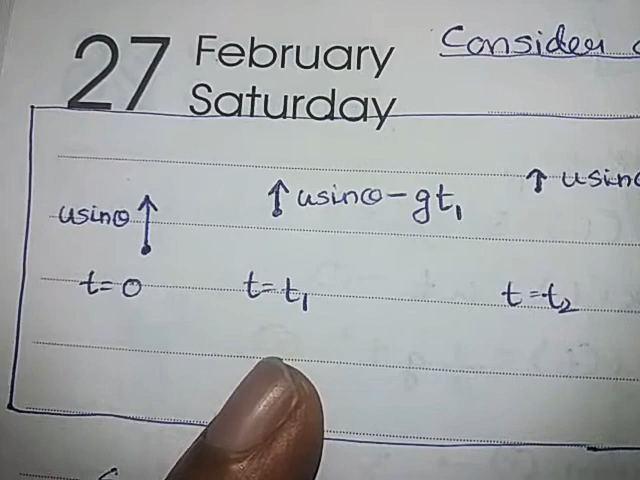 27 February
Saturday
Consider
usinθ
↑ usinθ - gt₁
↑ usin
t=0
t=t₁
t=t₂